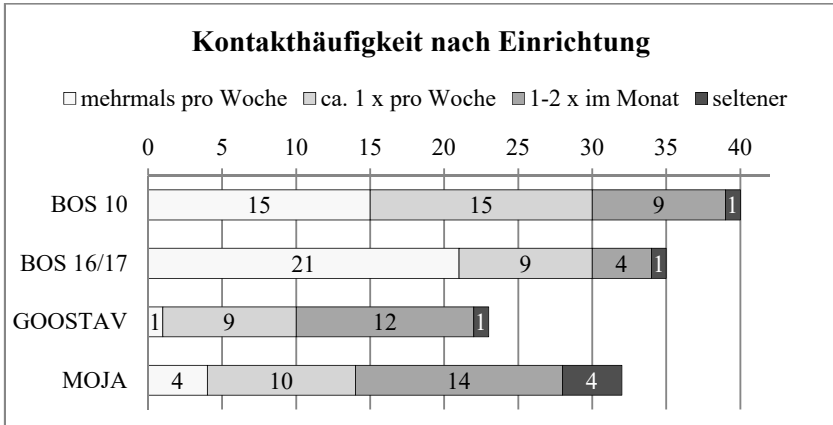 Kontakthäufigkeit nach Einrichtung
mehrmals pro Woche ca. 1 x pro Woche 1-2 x im Monat seltener
0 5 10 15 20 25 30 35 40
BOS 10 15 15 9 1
BOS 16/17 21 9 4 1
GOOSTAV 1 9 12 1
MOJA 4 10 14 4